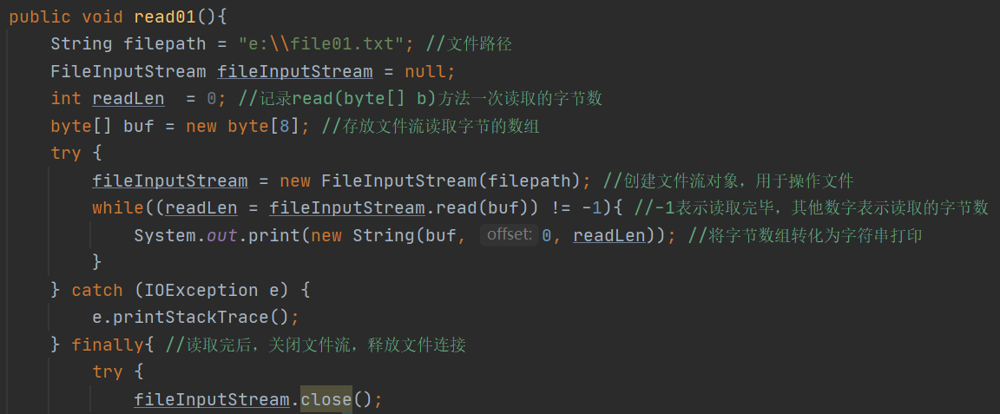 public void read01(){
String filepath = "e:\\file01.txt"; //文件路径
FileInputStream fileInputStream = null;
int readLen  = 0; //记录read(byte[] b)方法一次读取的字节数
byte[] buf = new byte[8]; //存放文件流读取字节的数组
try {
fileInputStream = new FileInputStream(filepath); //创建文件流对象，用于操作文件
while((readLen = fileInputStream.read(buf)) != -1){ //-1表示读取完毕，其他数字表示读取的字节数
System.out.print(new String(buf, offset: 0, readLen)); //将字节数组转化为字符串打印
}
} catch (IOException e) {
e.printStackTrace();
} finally{ //读取完后，关闭文件流，释放文件连接
try {
fileInputStream.close();